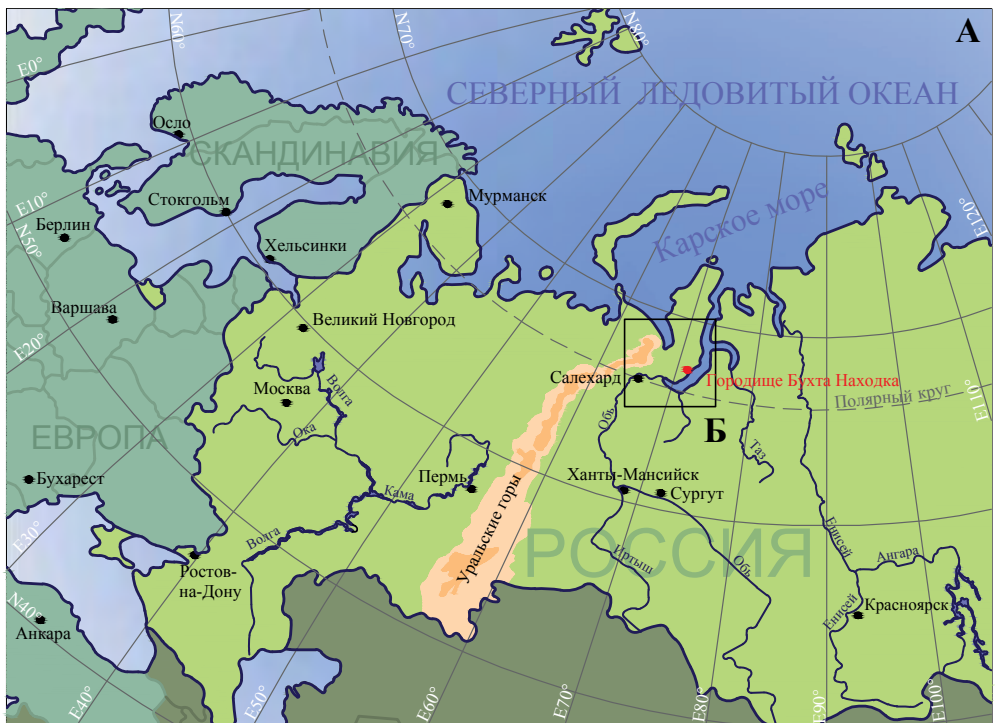 А
N60°
N70°
N80°
E0°
СЕВЕРНЫЙ ЛЕДОВИТЫЙ ОКЕАН
Осло
СКАНДИНАВИЯ
Мурманск
Стокгольм
E10°
Карское море
E120°
Берлин
N50°
Хельсинки
Варшава
Великий Новгород
E20°
Салехард
Городище Бухта Находка
Москва
Волга
Полярный круг
E110°
Обь
Б
ЕВРОПА
Ока
Таз
Бухарест
Пермь
Ханты-Мансийск
Кама
Сургут
Уральские горы
E30°
Волга
РОССИЯ
Енисей
Ангара
Иртыш
Обь
Ростов-
на-Дону
N40°
Анкара
Енисей
Красноярск
E40°
E50°
E60°
E70°
E80°
E90°
E100°